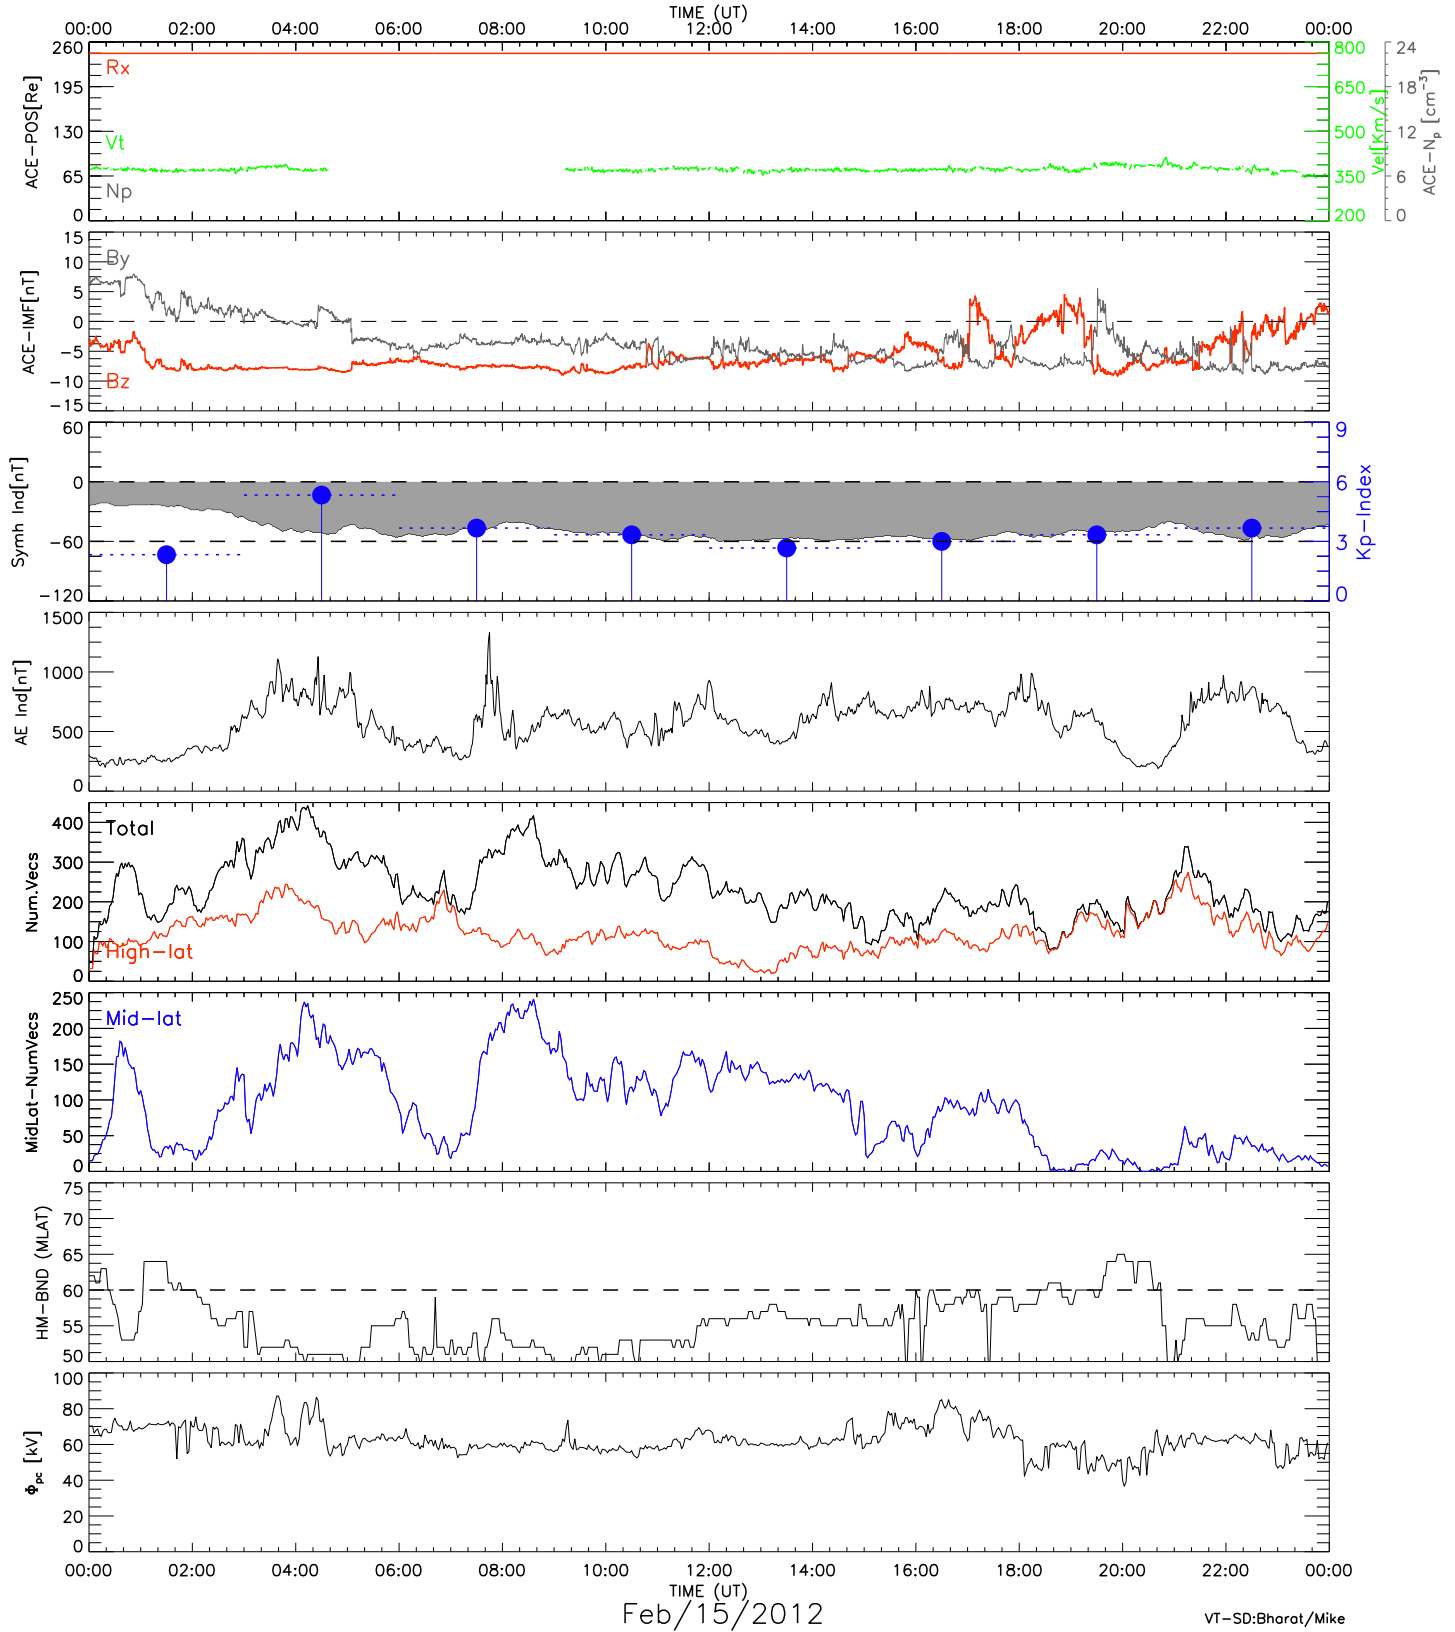 TIME (UT)
00:00 02:00 04:00 06:00 08:00 10:00 12:00 14:00 16:00 18:00 20:00 22:00 00:00
ACE-POS[Re]
260
195
130
65
0
Rx
Vt
Np
800
650
500
350
200
Vel[Km/s]
24
18
12
6
0
ACE-Np [cm-3]
ACE-IMF[nT]
15
10
5
0
-5
-10
-15
By
Bz
Symh Ind[nT]
60
0
-60
-120
9
6
3
0
Kp-Index
AE Ind[nT]
1500
1000
500
0
Num.Vecs
400
300
200
100
0
Total
High-lat
MidLat-NumVecs
250
200
150
100
50
0
Mid-lat
HM-BND (MLAT)
75
70
65
60
55
50
Φpc [kV]
100
80
60
40
20
0
00:00 02:00 04:00 06:00 08:00 10:00 12:00 14:00 16:00 18:00 20:00 22:00 00:00
TIME (UT)
Feb/15/2012
VT-SD:Bharat/Mike